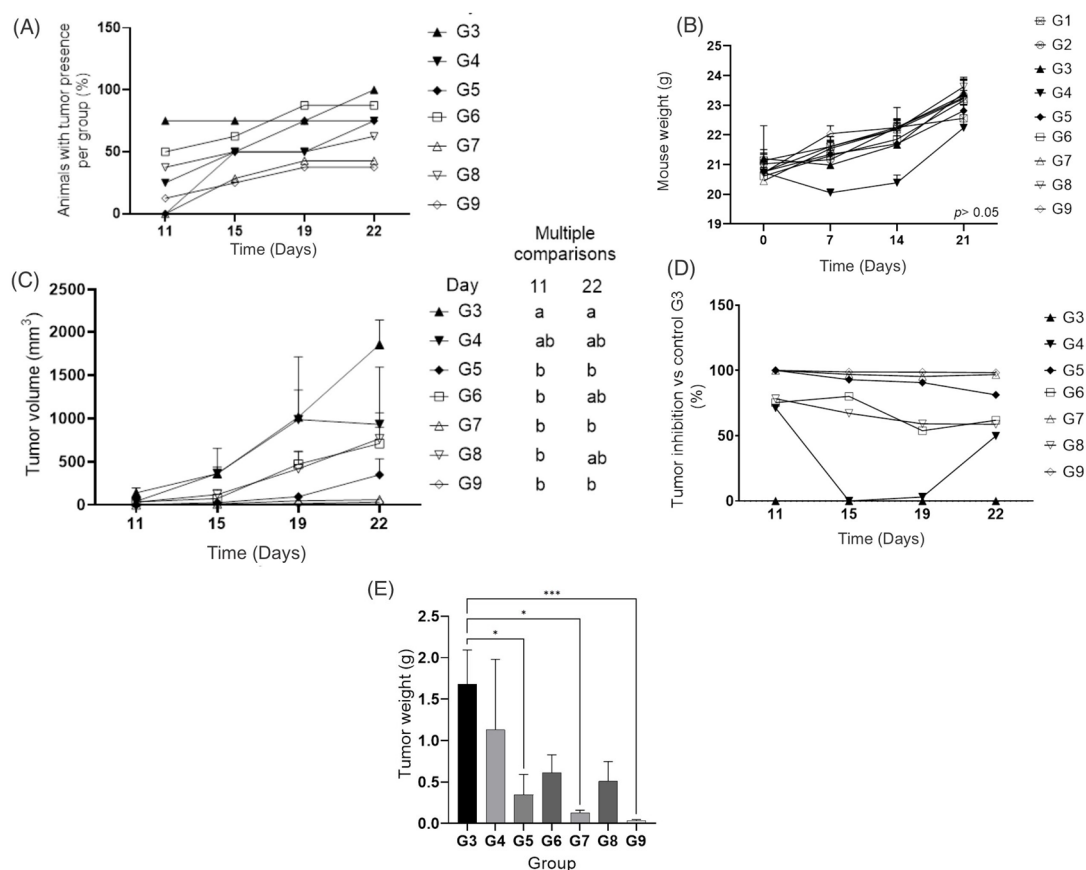 (A)
Animals with tumor presence
per group (%)
150
100
50
0
11 15 19 22
Time (Days)
G3
G4
G5
G6
G7
G8
G9
(B)
Mouse weight (g)
25
24
23
22
21
20
19
0 7 14 21
Time (Days)
p> 0.05
G1
G2
G3
G4
G5
G6
G7
G8
G9
(C)
Tumor volume (mm³)
2500
2000
1500
1000
500
0
11 15 19 22
Time (Days)
Multiple
comparisons
Day 11 22
G3 a a
G4 ab ab
G5 b b
G6 b ab
G7 b b
G8 b ab
G9 b b
(D)
Tumor inhibition vs control G3
(%)
150
100
50
0
11 15 19 22
Time (Days)
G3
G4
G5
G6
G7
G8
G9
(E)
Tumor weight (g)
2.5
2.0
1.5
1.0
0.5
0.0
***
*
*
G3 G4 G5 G6 G7 G8 G9
Group